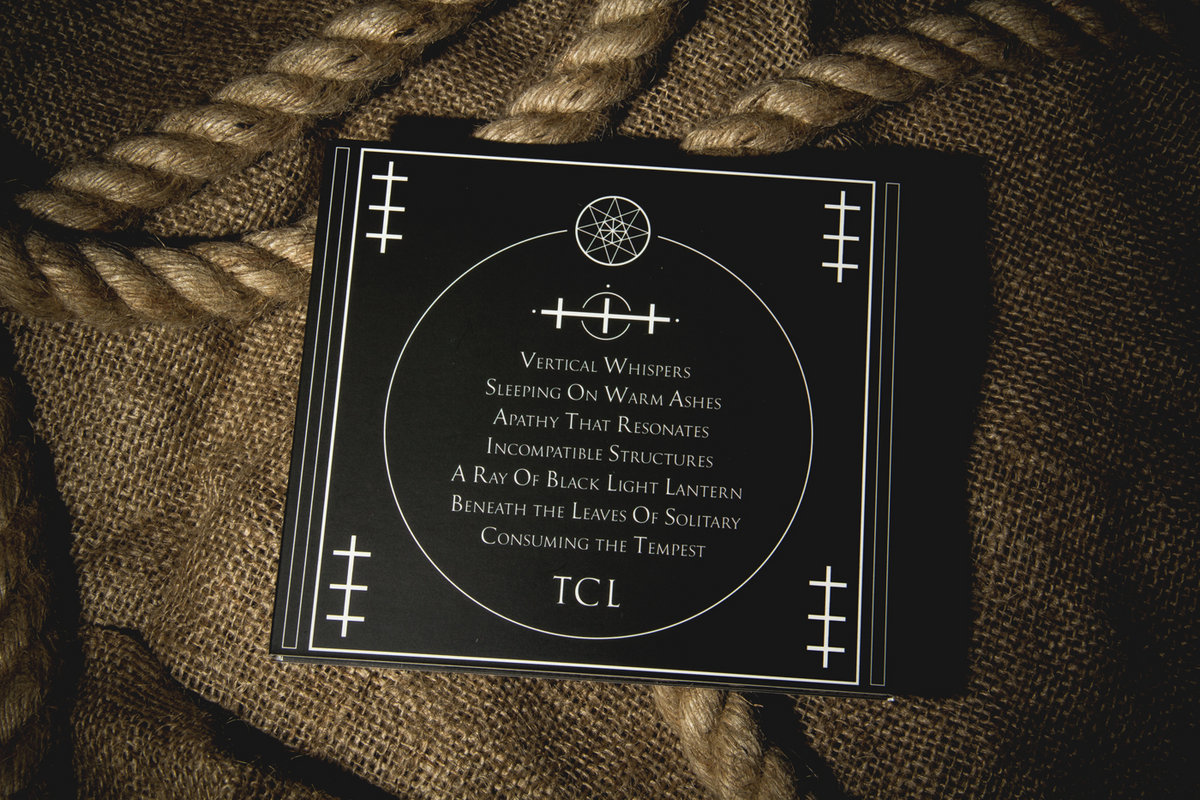 Vertical Whispers
Sleeping On Warm Ashes
Apathy That Resonates
Incompatible Structures
A Ray Of Black Light Lantern
Beneath the Leaves Of Solitary
Consuming the Tempest
TCL